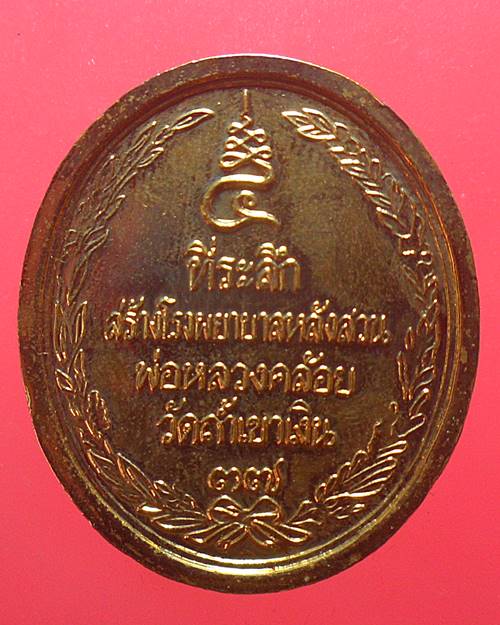 ที่ระลึก
สร้างโรงพยาบาลหลังสวน
พ่อหลวงคล้อย
วัดถ้ำเขาเงิน
๓๗